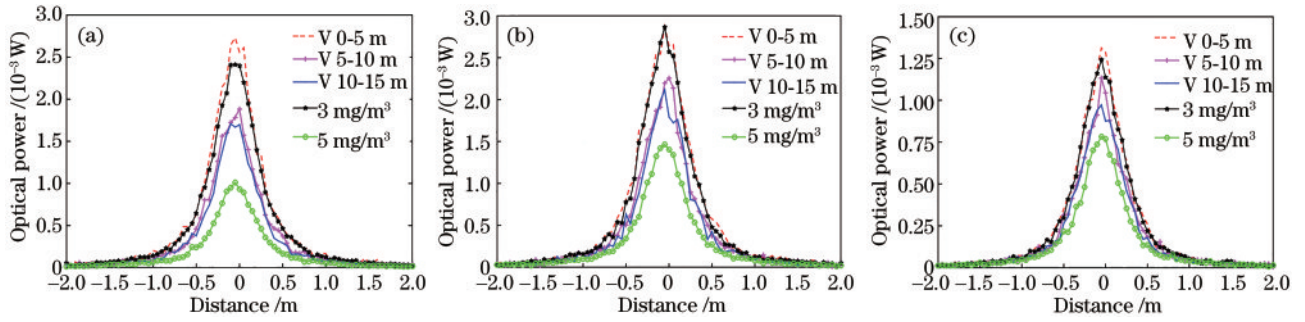 (a)
V 0-5 m
V 5-10 m
V 10-15 m
3 mg/m³
5 mg/m³
Optical power /(10⁻³ W)
3.0
2.5
2.0
1.5
1.0
0.5
0
−2.0 −1.5 −1.0 −0.5 0 0.5 1.0 1.5 2.0
Distance /m
(b)
V 0-5 m
V 5-10 m
V 10-15 m
3 mg/m³
5 mg/m³
Optical power /(10⁻³ W)
3.0
2.5
2.0
1.5
1.0
0.5
0
−2.0 −1.5 −1.0 −0.5 0 0.5 1.0 1.5 2.0
Distance /m
(c)
V 0-5 m
V 5-10 m
V 10-15 m
3 mg/m³
5 mg/m³
Optical power /(10⁻³ W)
1.50
1.25
1.00
0.75
0.50
0.25
0
−2.0 −1.5 −1.0 −0.5 0 0.5 1.0 1.5 2.0
Distance /m